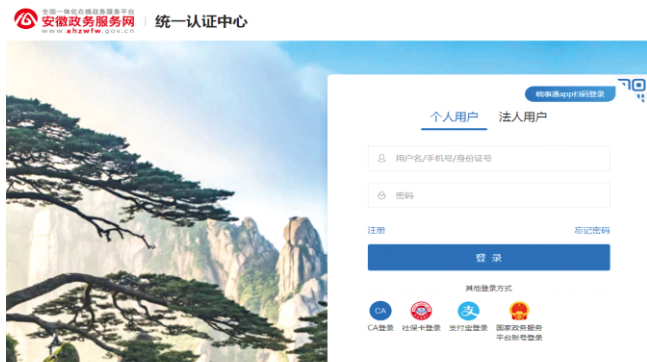 全国一体化在线政务服务平台
安徽政务服务网
www.ahzwfw.gov.cn
统一认证中心
皖事通app扫码登录
个人用户 法人用户
用户名/手机号/身份证号
密码
注册 忘记密码
登 录
其他登录方式
CA
CA登录 社保卡登录 支付宝登录 国家政务服务
平台账号登录